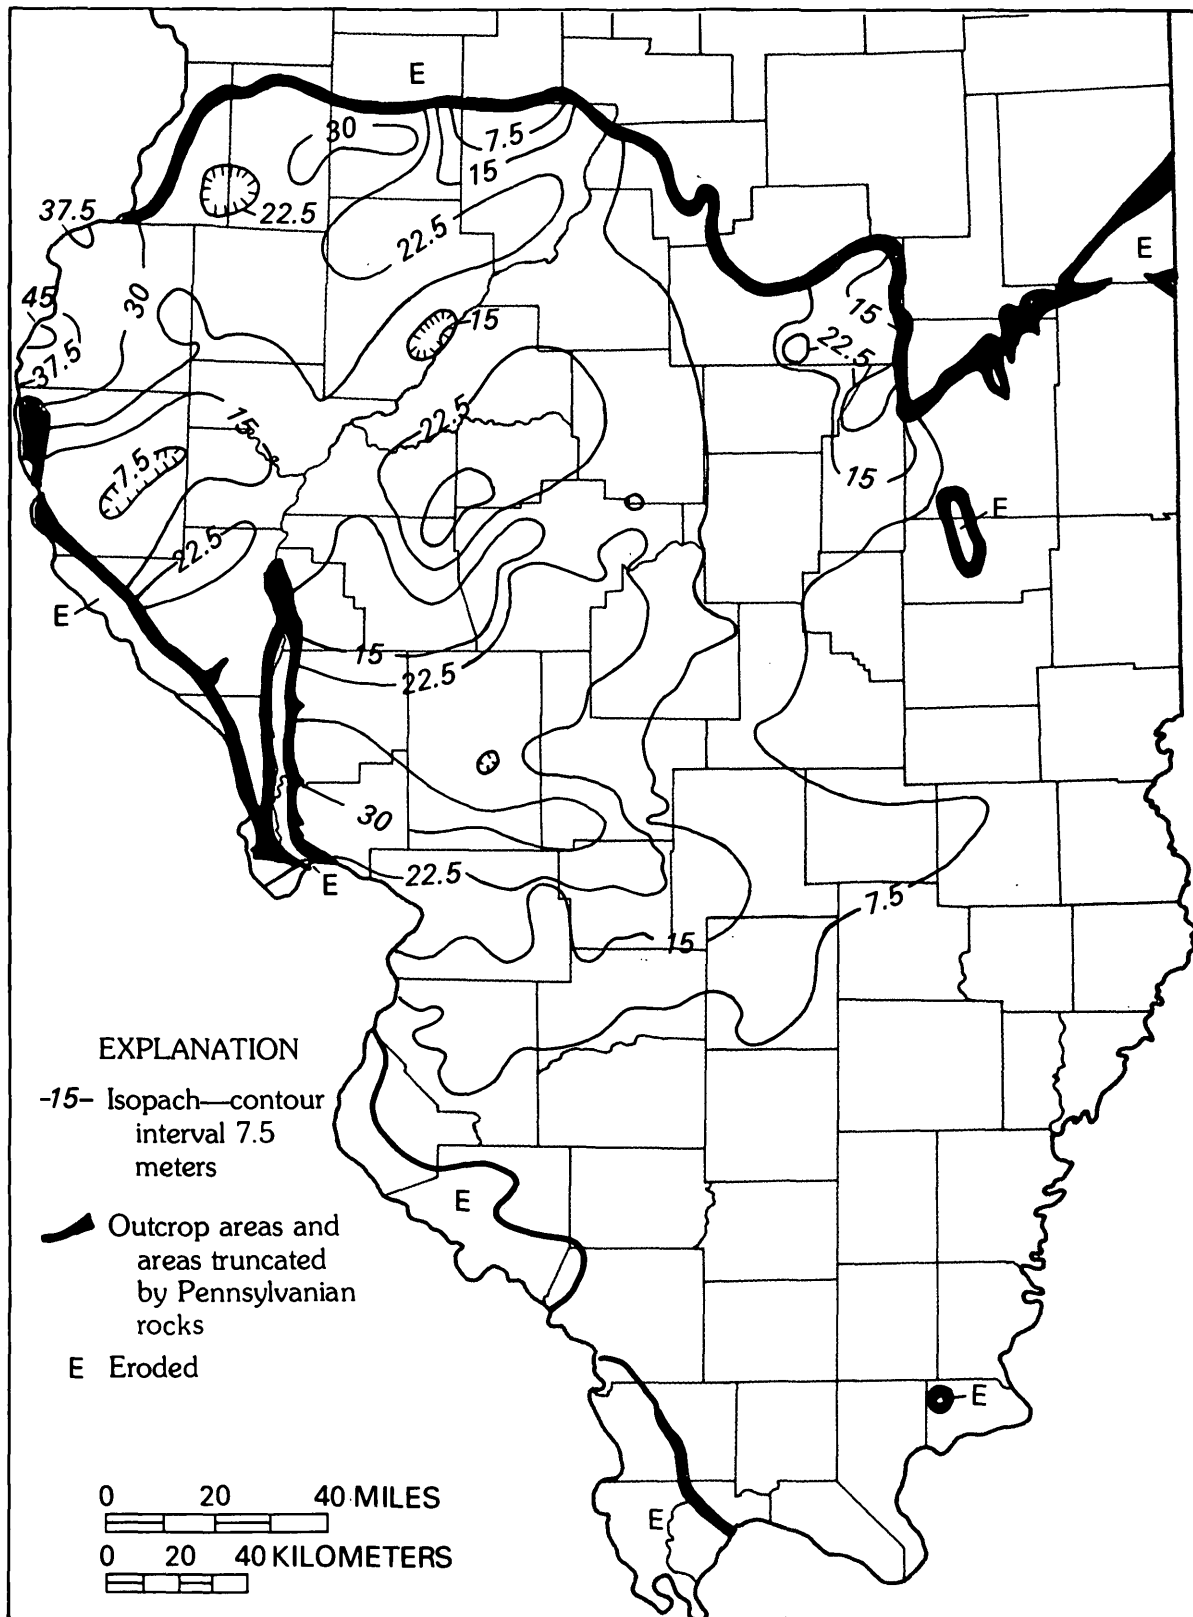 E
30
7.5
15
37.5
22.5
22.5
E
45
30
15
15
22.5
37.5
22.5
15
7.5
15
E
22.5
E
15
22.5
30
22.5
E
7.5
15
EXPLANATION
-15- Isopach—contour
interval 7.5
meters
Outcrop areas and
areas truncated
by Pennsylvanian
rocks
E Eroded
E
E
E
0 20 40 MILES
0 20 40 KILOMETERS